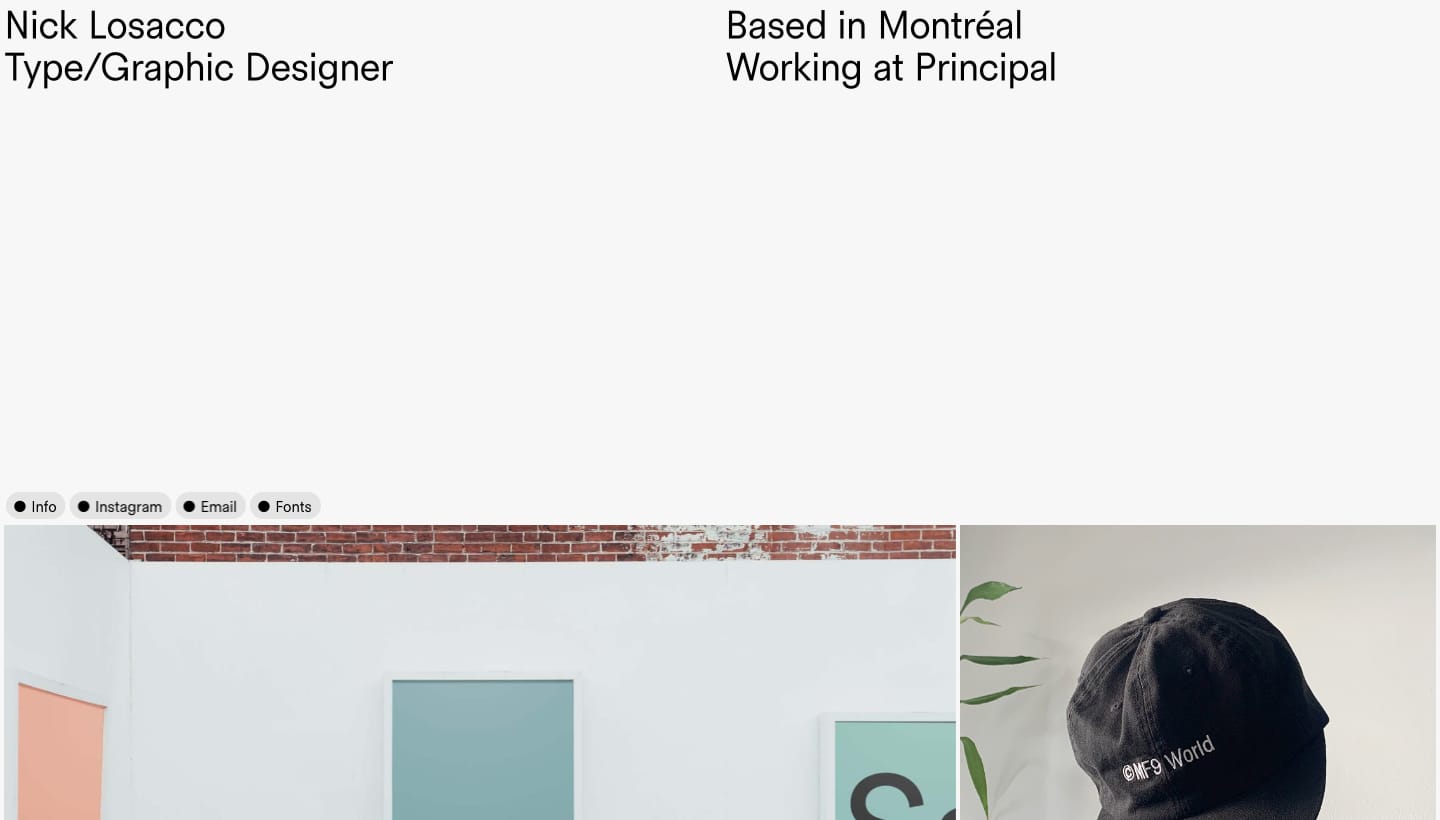 Nick Losacco
Type/Graphic Designer
Based in Montréal
Working at Principal
Info
Instagram
Email
Fonts
©MF9 World